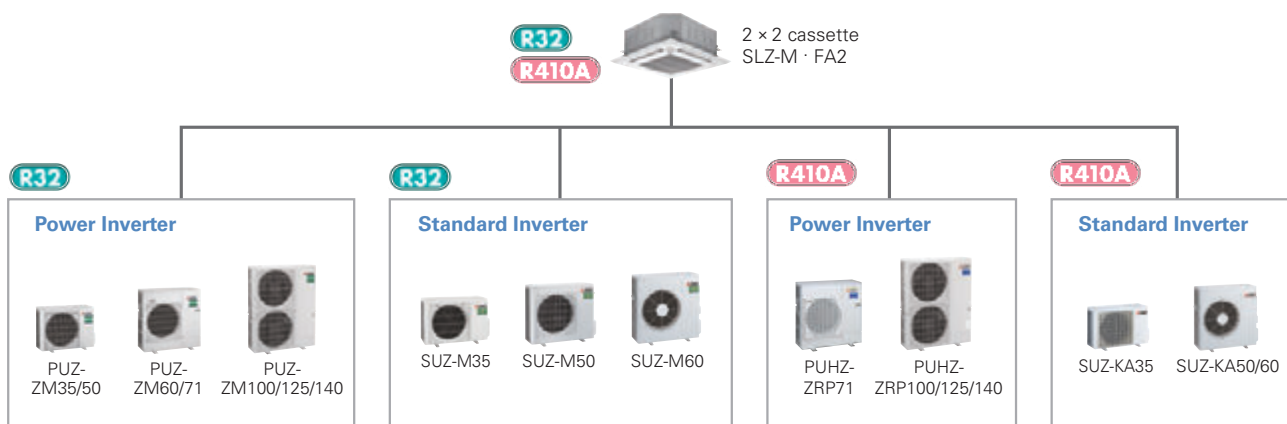 R32
R410A
2 × 2 cassette
SLZ-M · FA2
R32
Power Inverter
PUZ-
ZM35/50
PUZ-
ZM60/71
PUZ-
ZM100/125/140
R32
Standard Inverter
SUZ-M35
SUZ-M50
SUZ-M60
R410A
Power Inverter
PUHZ-
ZRP71
PUHZ-
ZRP100/125/140
R410A
Standard Inverter
SUZ-KA35
SUZ-KA50/60